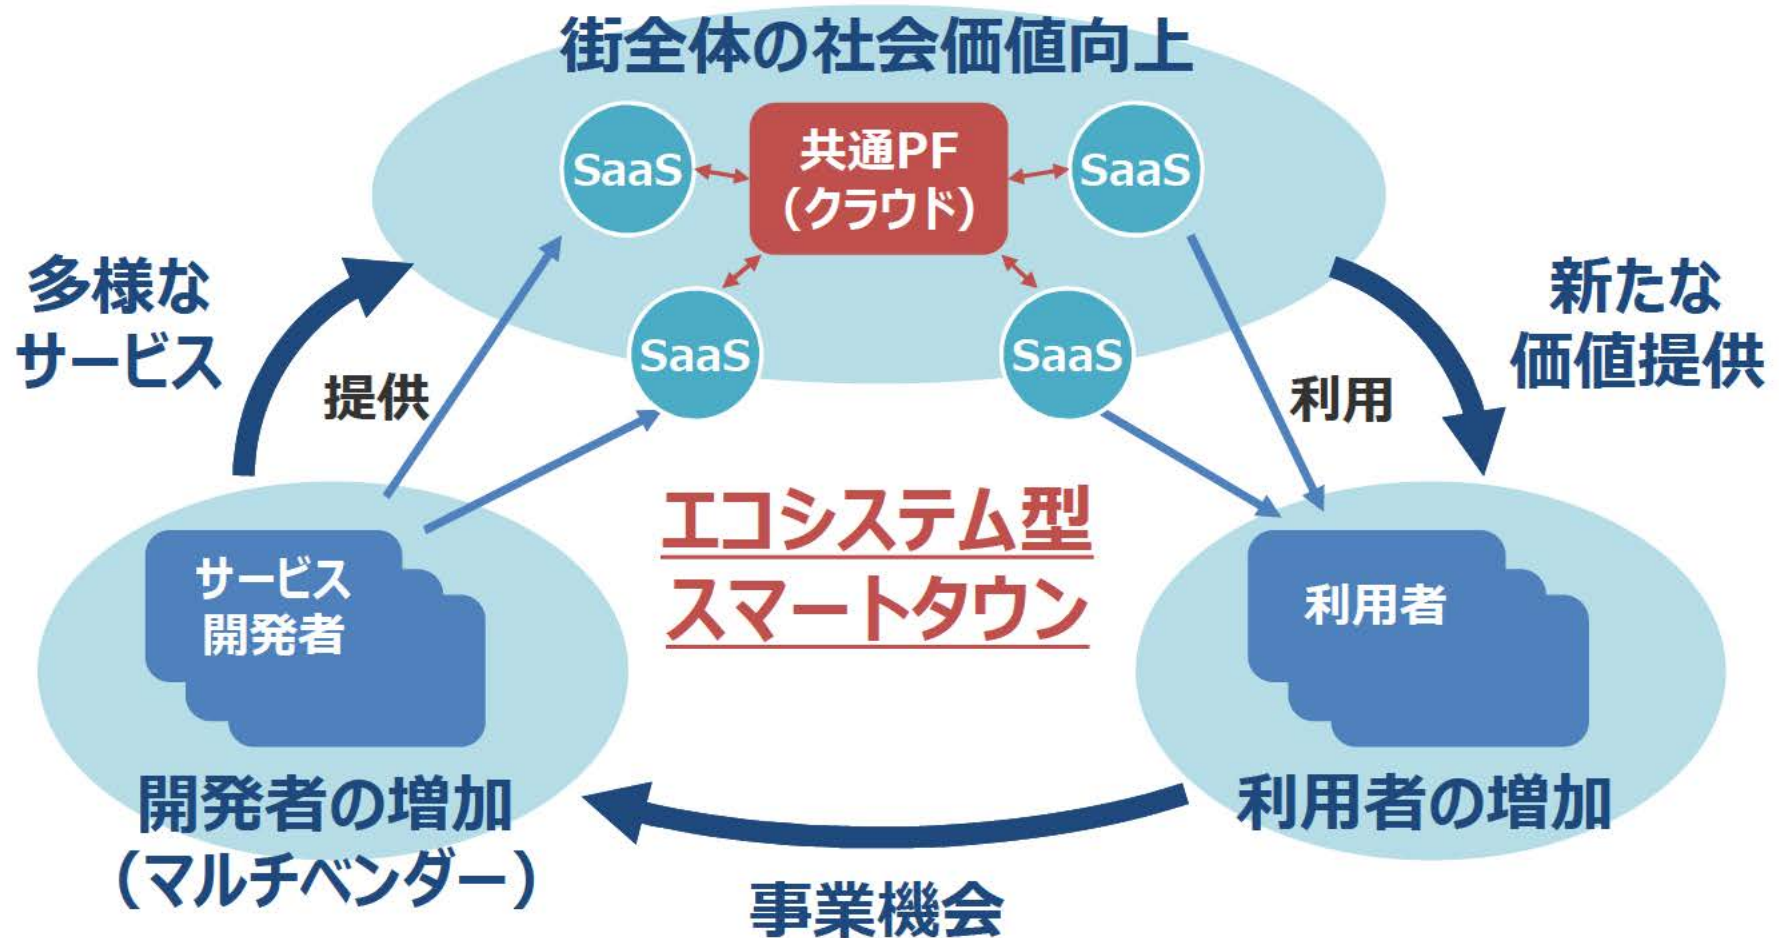 街全体の社会価値向上
SaaS
共通PF
（クラウド）
SaaS
SaaS
SaaS
多様な
サービス
提供
利用
新たな
価値提供
エコシステム型
スマートタウン
サービス
開発者
利用者
開発者の増加
（マルチベンダー）
利用者の増加
事業機会